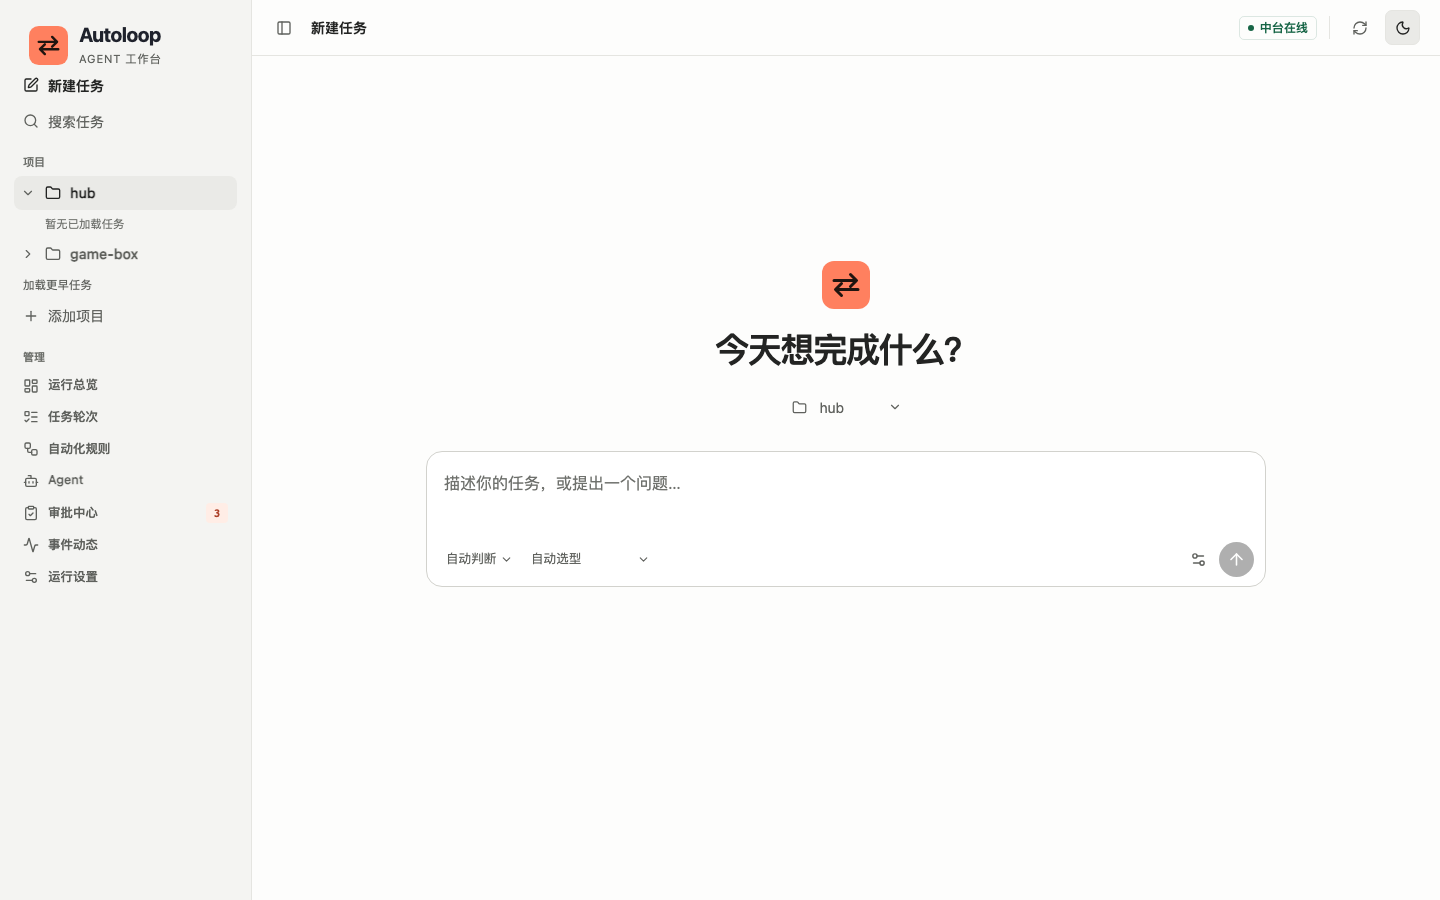 Autoloop
AGENT 工作台
新建任务
搜索任务
项目
hub
暂无已加载任务
game-box
加载更早任务
添加项目
管理
运行总览
任务轮次
自动化规则
Agent
审批中心 3
事件动态
运行设置
新建任务
中台在线
今天想完成什么?
hub
描述你的任务，或提出一个问题...
自动判断 自动选型